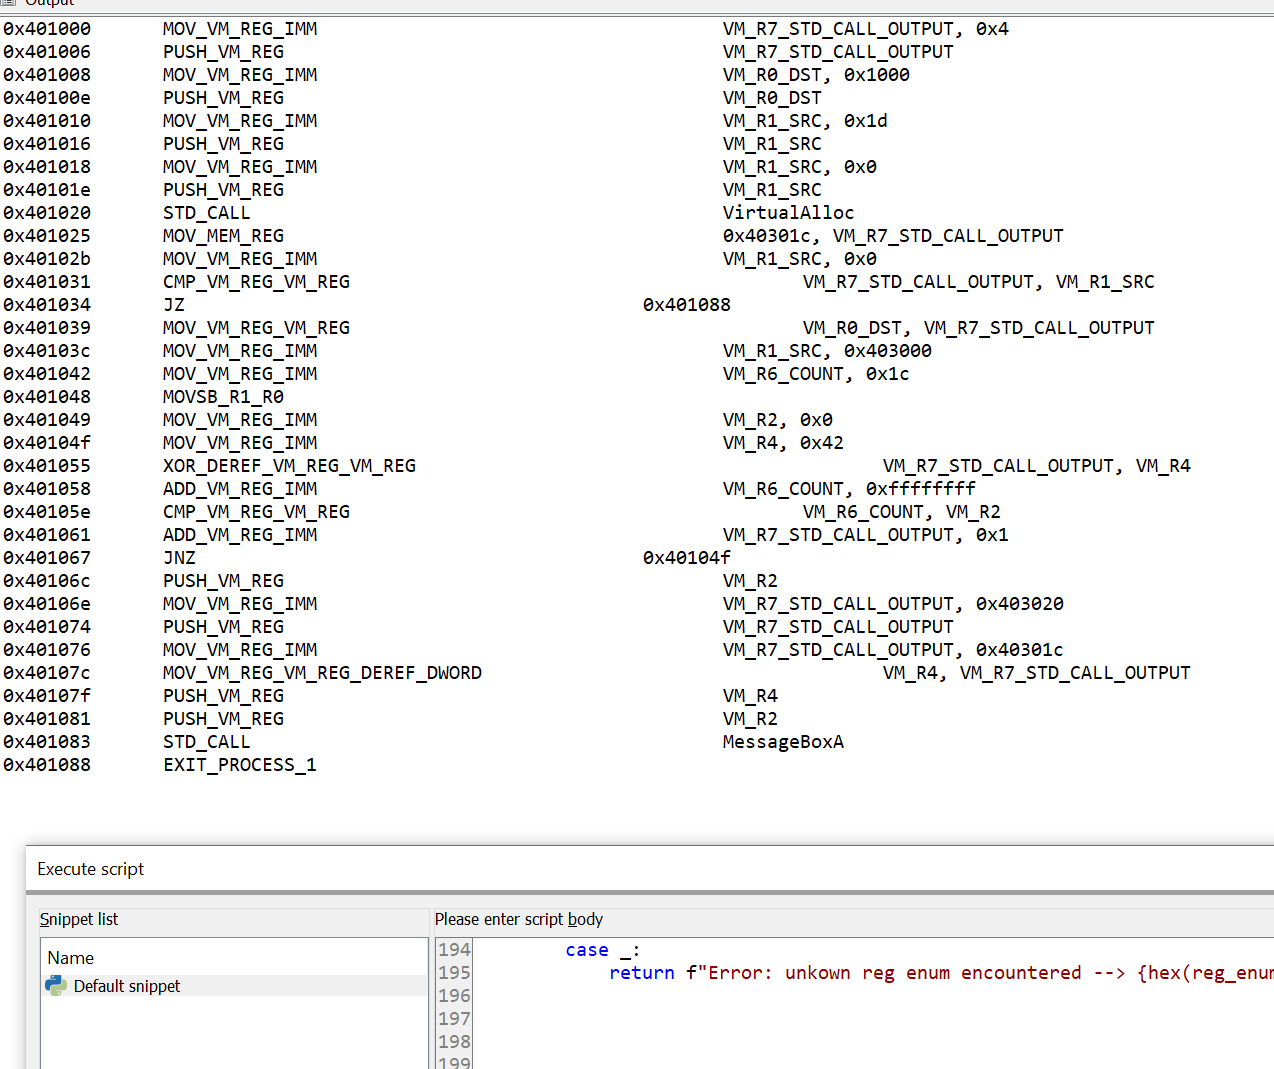 Output
0x401000 MOV_VM_REG_IMM VM_R7_STD_CALL_OUTPUT, 0x4
0x401006 PUSH_VM_REG VM_R7_STD_CALL_OUTPUT
0x401008 MOV_VM_REG_IMM VM_R0_DST, 0x1000
0x40100e PUSH_VM_REG VM_R0_DST
0x401010 MOV_VM_REG_IMM VM_R1_SRC, 0x1d
0x401016 PUSH_VM_REG VM_R1_SRC
0x401018 MOV_VM_REG_IMM VM_R1_SRC, 0x0
0x40101e PUSH_VM_REG VM_R1_SRC
0x401020 STD_CALL VirtualAlloc
0x401025 MOV_MEM_REG 0x40301c, VM_R7_STD_CALL_OUTPUT
0x40102b MOV_VM_REG_IMM VM_R1_SRC, 0x0
0x401031 CMP_VM_REG_VM_REG VM_R7_STD_CALL_OUTPUT, VM_R1_SRC
0x401034 JZ 0x401088
0x401039 MOV_VM_REG_VM_REG VM_R0_DST, VM_R7_STD_CALL_OUTPUT
0x40103c MOV_VM_REG_IMM VM_R1_SRC, 0x403000
0x401042 MOV_VM_REG_IMM VM_R6_COUNT, 0x1c
0x401048 MOVSB_R1_R0
0x401049 MOV_VM_REG_IMM VM_R2, 0x0
0x40104f MOV_VM_REG_IMM VM_R4, 0x42
0x401055 XOR_DEREF_VM_REG_VM_REG VM_R7_STD_CALL_OUTPUT, VM_R4
0x401058 ADD_VM_REG_IMM VM_R6_COUNT, 0xffffffff
0x40105e CMP_VM_REG_VM_REG VM_R6_COUNT, VM_R2
0x401061 ADD_VM_REG_IMM VM_R7_STD_CALL_OUTPUT, 0x1
0x401067 JNZ 0x40104f
0x40106c PUSH_VM_REG VM_R2
0x40106e MOV_VM_REG_IMM VM_R7_STD_CALL_OUTPUT, 0x403020
0x401074 PUSH_VM_REG VM_R7_STD_CALL_OUTPUT
0x401076 MOV_VM_REG_IMM VM_R7_STD_CALL_OUTPUT, 0x40301c
0x40107c MOV_VM_REG_VM_REG_DEREF_DWORD VM_R4, VM_R7_STD_CALL_OUTPUT
0x40107f PUSH_VM_REG VM_R4
0x401081 PUSH_VM_REG VM_R2
0x401083 STD_CALL MessageBoxA
0x401088 EXIT_PROCESS_1
Execute script
Snippet list
Please enter script body
Name
Default snippet
194 case _:
195 return f"Error: unkown reg enum encountered --> {hex(reg_enum
196
197
198
199